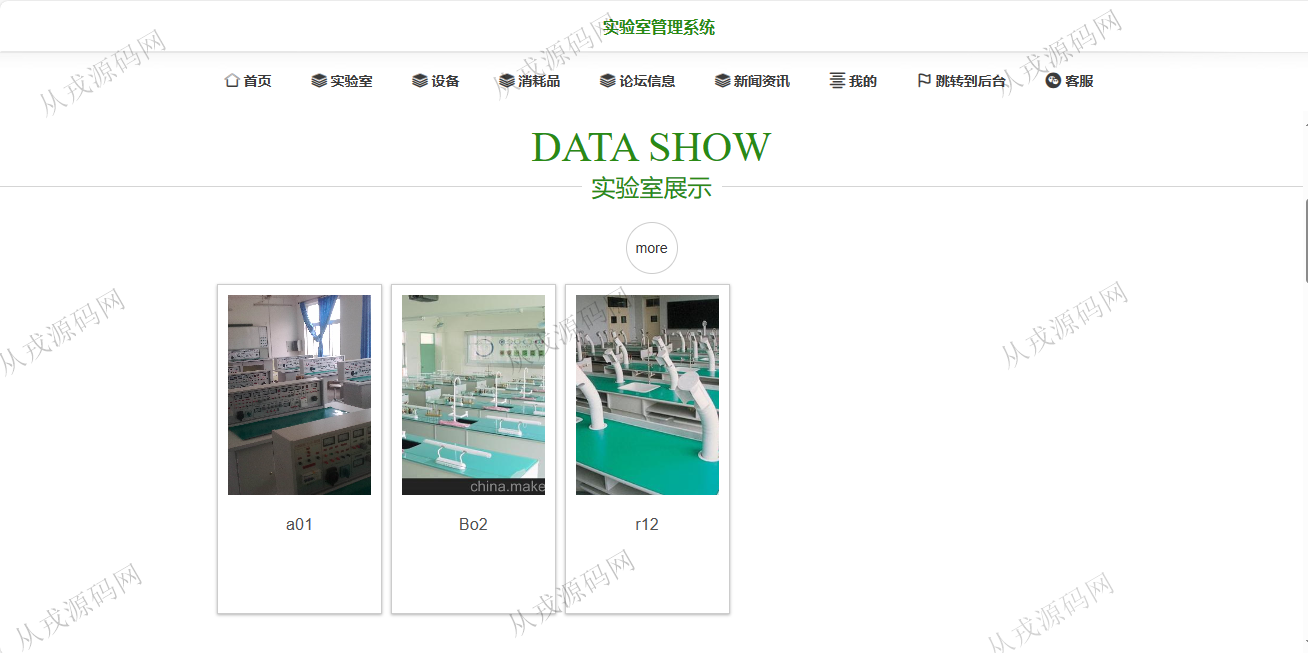 实验室管理系统
首页 实验室 设备 消耗品 论坛信息 新闻资讯 我的 跳转到后台 客服
DATA SHOW
实验室展示
more
china.make
a01 Bo2 r12
从戎源码网
从戎源码网
从戎源码网
从戎源码网
从戎源码网
从戎源码网
从戎源码网
从戎源码网
从戎源码网